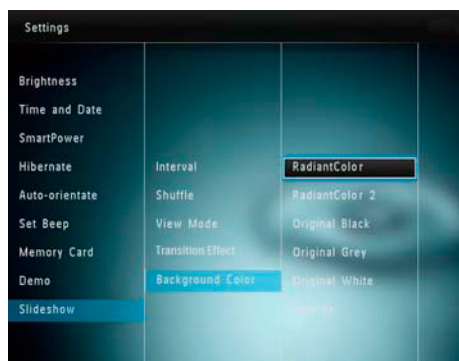 Settings
Brightness
Time and Date
SmartPower
Hibernate
Auto-orientate
Set Beep
Memory Card
Demo
Slideshow
Interval
Shuffle
View Mode
Transition Effect
Background Color
RadiantColor
RadiantColor 2
Original Black
Original Grey
Original White